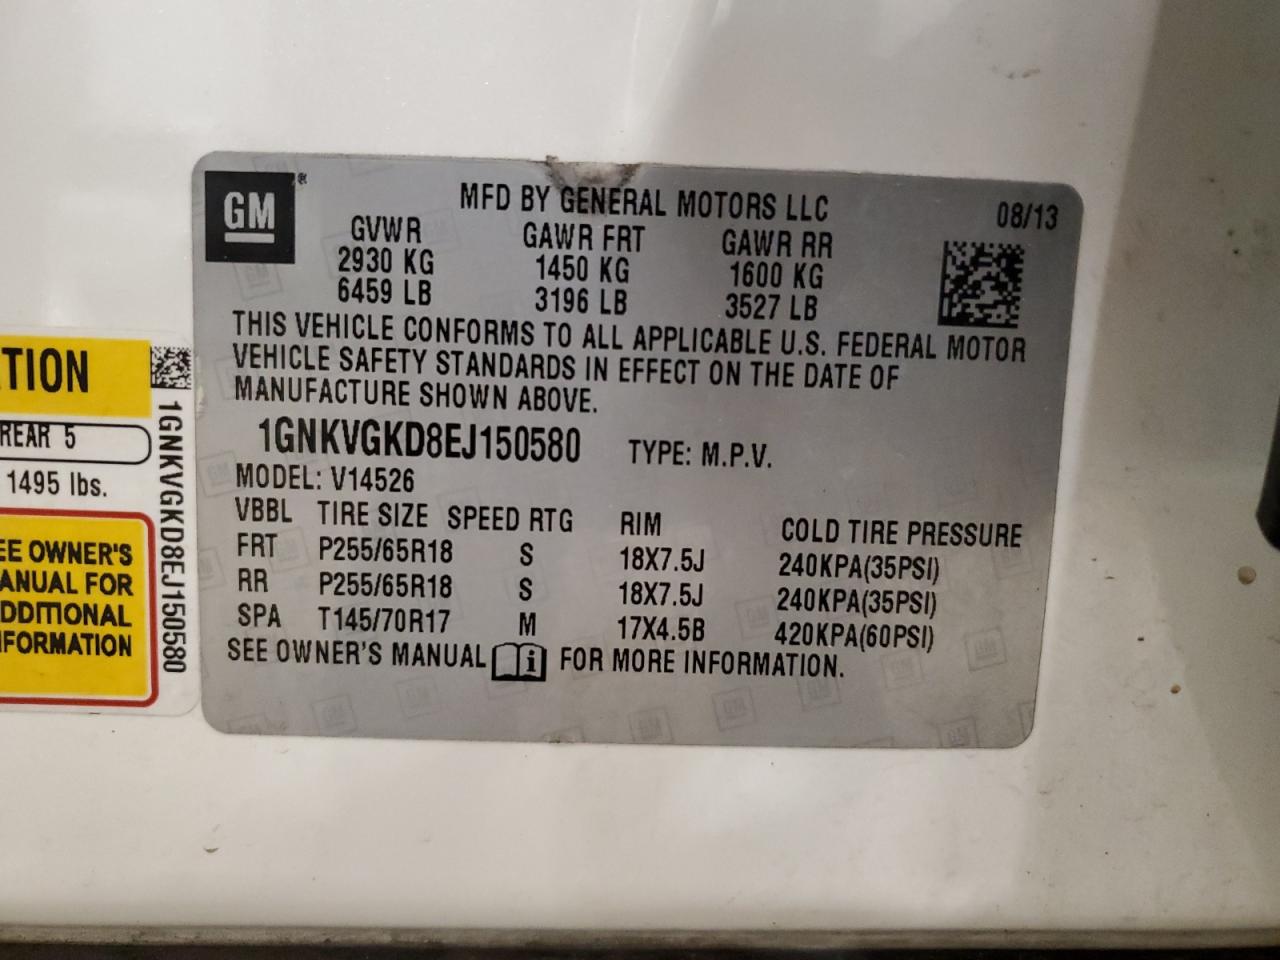 GM ®
MFD BY GENERAL MOTORS LLC 08/13
GVWR GAWR FRT GAWR RR
2930 KG 1450 KG 1600 KG
6459 LB 3196 LB 3527 LB
THIS VEHICLE CONFORMS TO ALL APPLICABLE U.S. FEDERAL MOTOR
VEHICLE SAFETY STANDARDS IN EFFECT ON THE DATE OF
MANUFACTURE SHOWN ABOVE.
1GNKVGKD8EJ150580 TYPE: M.P.V.
MODEL: V14526
VBBL TIRE SIZE SPEED RTG RIM COLD TIRE PRESSURE
FRT P255/65R18 S 18X7.5J 240KPA(35PSI)
RR P255/65R18 S 18X7.5J 240KPA(35PSI)
SPA T145/70R17 M 17X4.5B 420KPA(60PSI)
SEE OWNER'S MANUAL i FOR MORE INFORMATION.
TION
REAR 5
1495 lbs.
EE OWNER'S
ANUAL FOR
DDITIONAL
NFORMATION
1GNKVGKD8EJ150580